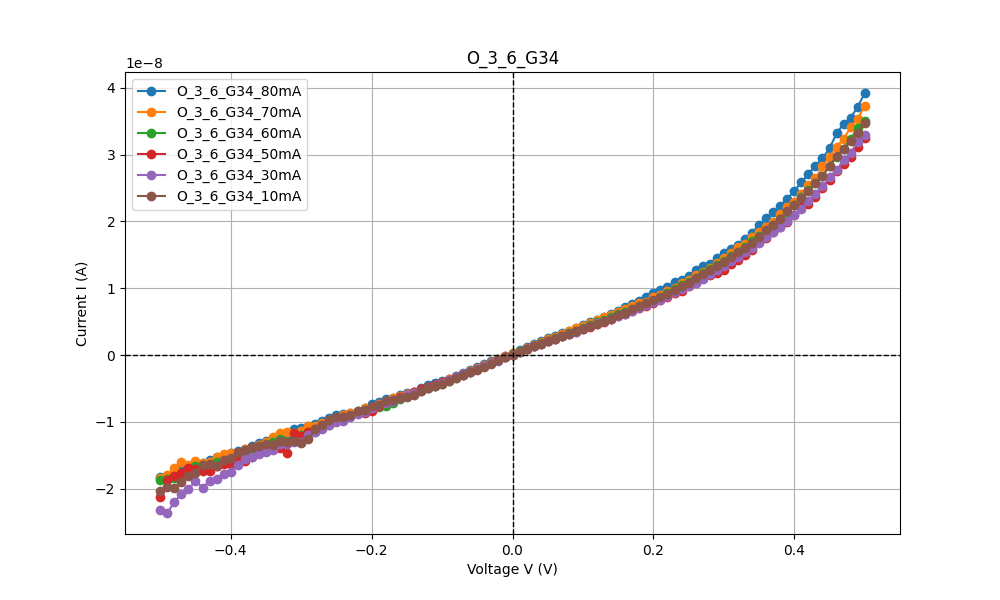 O_3_6_G34
1e−8
O_3_6_G34_80mA
O_3_6_G34_70mA
O_3_6_G34_60mA
O_3_6_G34_50mA
O_3_6_G34_30mA
O_3_6_G34_10mA
4
3
2
1
0
−1
−2
Current I (A)
−0.4
−0.2
0.0
0.2
0.4
Voltage V (V)